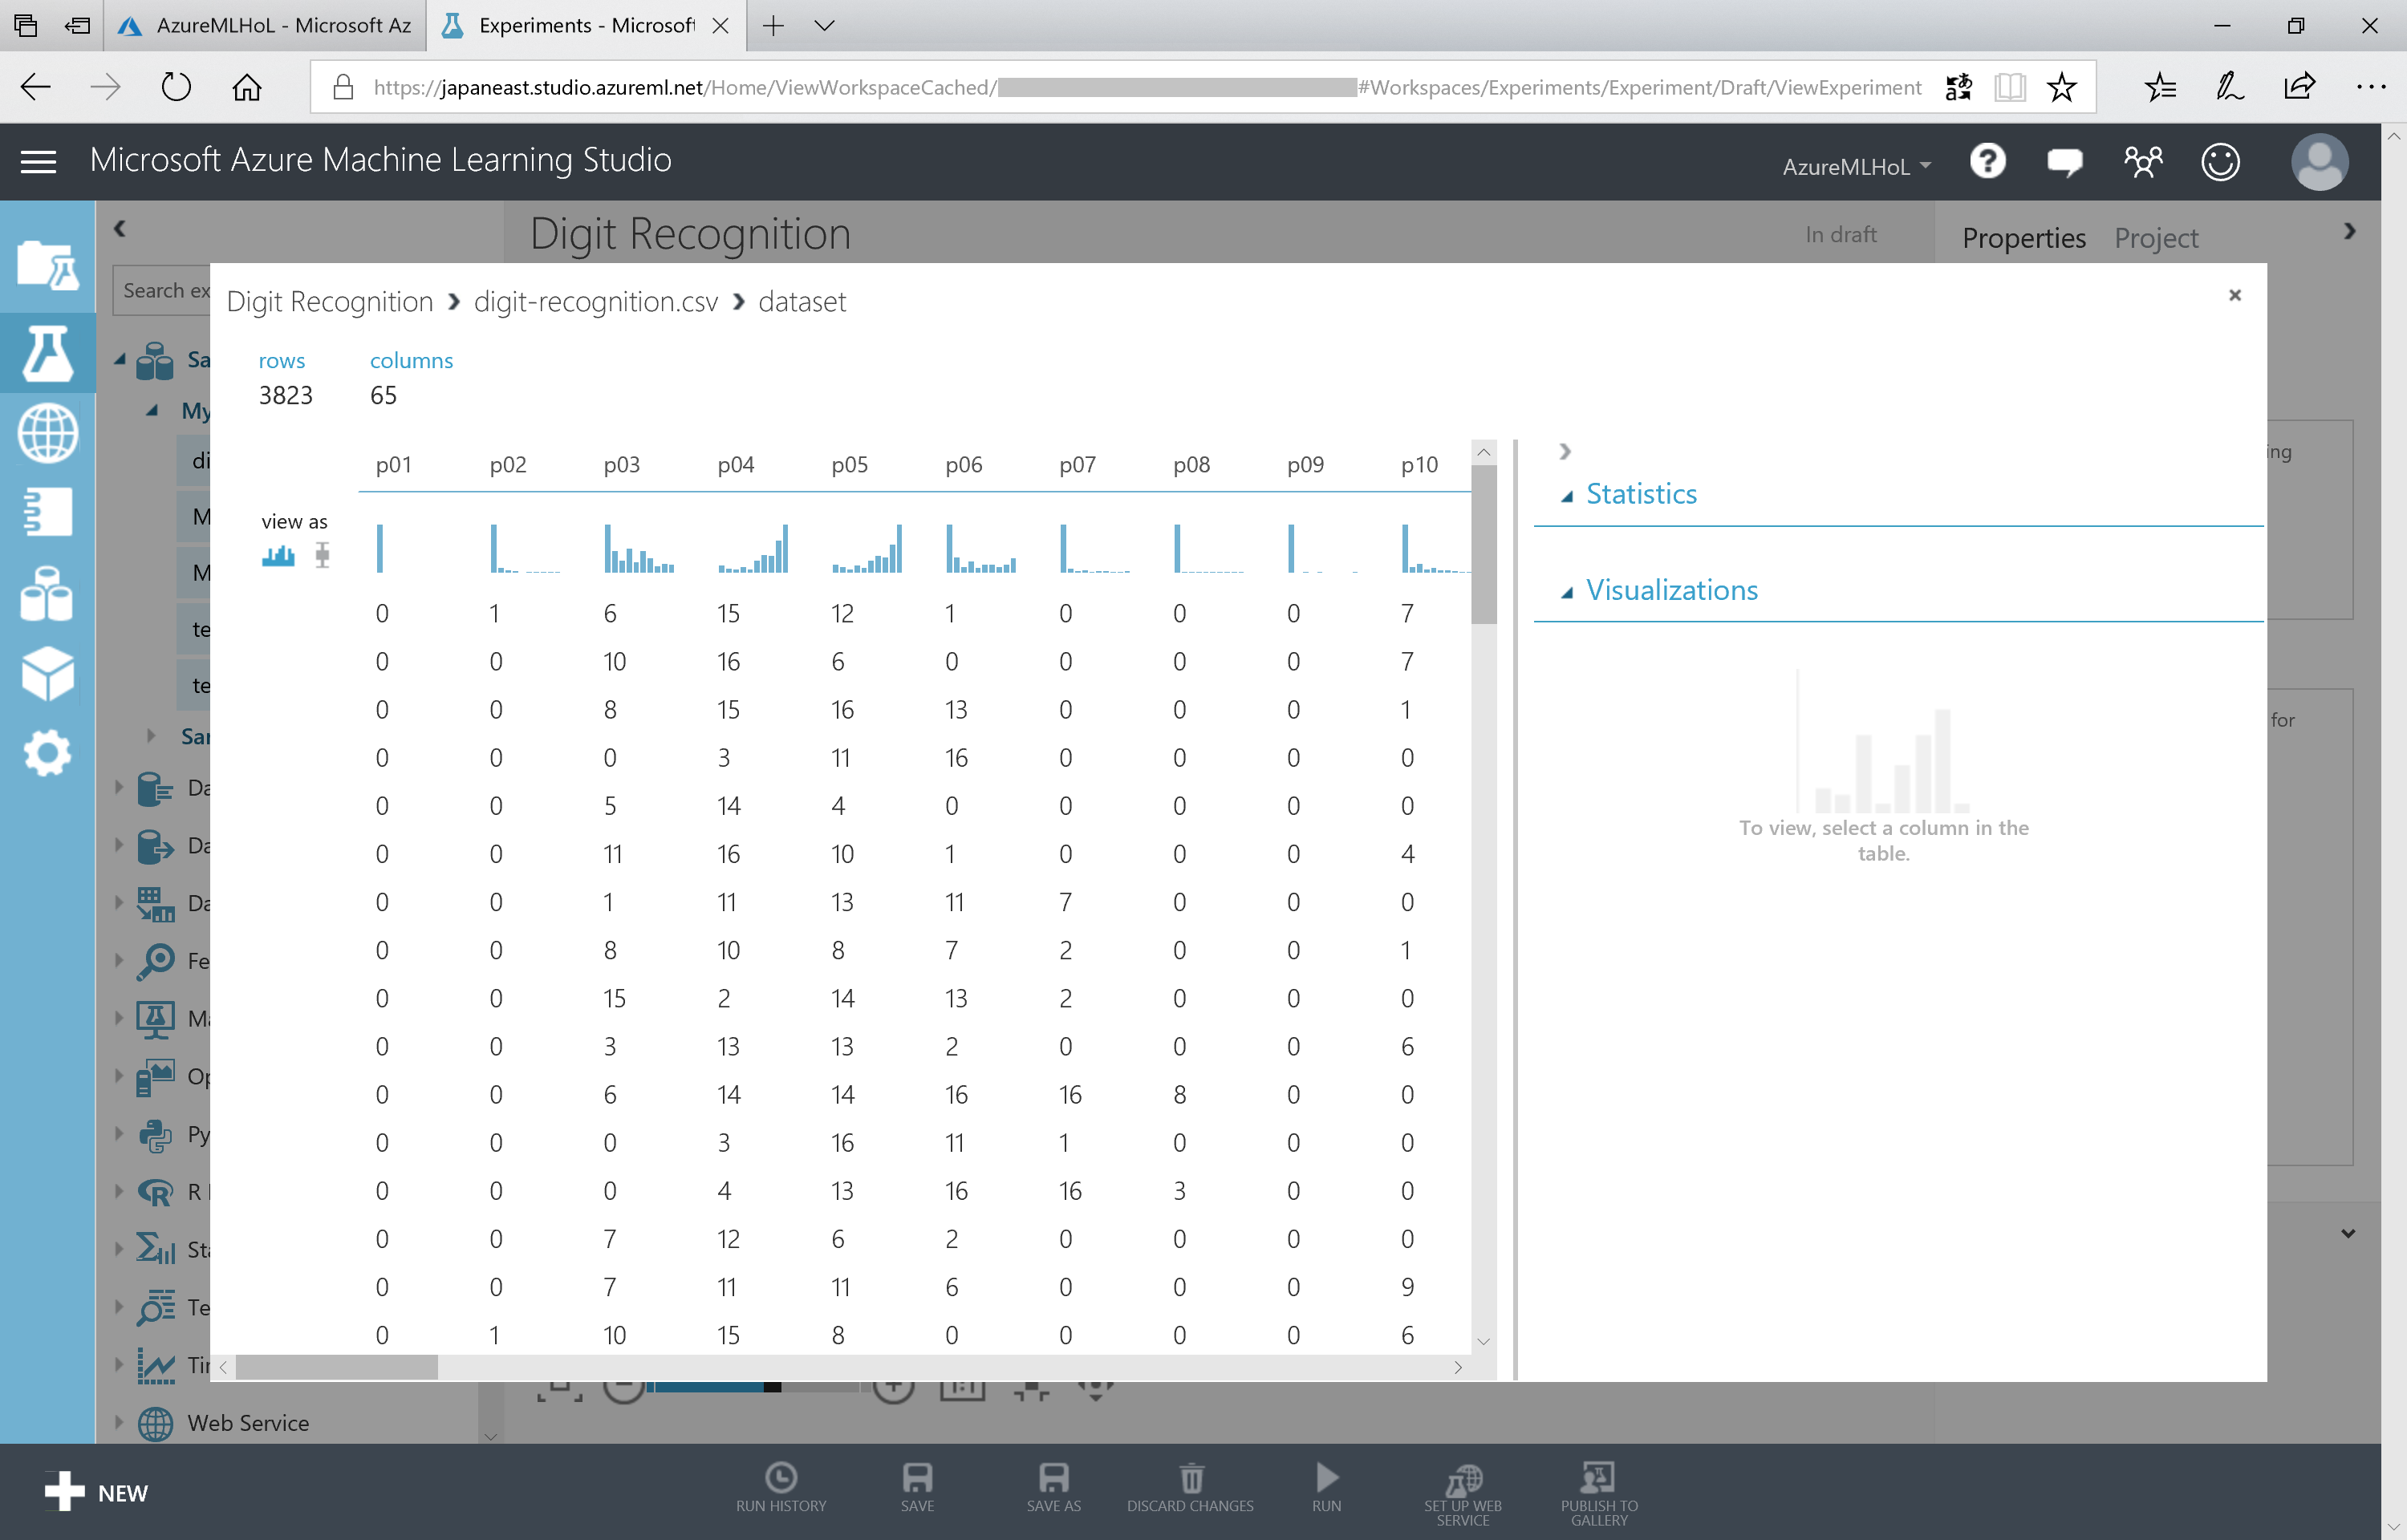 AzureMLHoL - Microsoft Az
Experiments - Microsoft
https://japaneast.studio.azureml.net/Home/ViewWorkspaceCached/ #Workspaces/Experiments/Experiment/Draft/ViewExperiment
Microsoft Azure Machine Learning Studio
AzureMLHoL
Digit Recognition
In draft
Properties Project
Search ex
Digit Recognition > digit-recognition.csv > dataset
rows columns
3823 65
p01 p02 p03 p04 p05 p06 p07 p08 p09 p10
view as
0 1 6 15 12 1 0 0 0 7
0 0 10 16 6 0 0 0 0 7
0 0 8 15 16 13 0 0 0 1
0 0 0 3 11 16 0 0 0 0
0 0 5 14 4 0 0 0 0 0
0 0 11 16 10 1 0 0 0 4
0 0 1 11 13 11 7 0 0 0
0 0 8 10 8 7 2 0 0 1
0 0 15 2 14 13 2 0 0 0
0 0 3 13 13 2 0 0 0 6
0 0 6 14 14 16 16 8 0 0
0 0 0 3 16 11 1 0 0 0
0 0 0 4 13 16 16 3 0 0
0 0 7 12 6 2 0 0 0 0
0 0 7 11 11 6 0 0 0 9
0 1 10 15 8 0 0 0 0 6
Statistics
Visualizations
To view, select a column in the
table.
Sa
My
di
M
M
te
te
Sar
Da
Da
Da
Fe
Ma
Op
Py
R
Sta
Te
Tir
Web Service
ing
for
NEW
RUN HISTORY
SAVE
SAVE AS
DISCARD CHANGES
RUN
SET UP WEB
SERVICE
PUBLISH TO
GALLERY